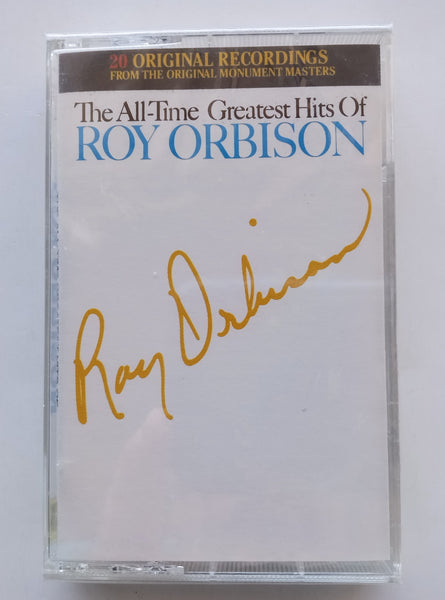 20 ORIGINAL RECORDINGS
FROM THE ORIGINAL MONUMENT MASTERS
The All-Time Greatest Hits Of
ROY ORBISON
Roy Orbison